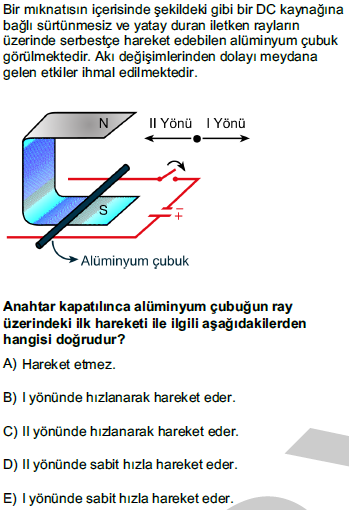 Bir mıknatısın içerisinde şekildeki gibi bir DC kaynağına
bağlı sürtünmesiz ve yatay duran iletken rayların
üzerinde serbestçe hareket edebilen alüminyum çubuk
görülmektedir. Akı değişimlerinden dolayı meydana
gelen etkiler ihmal edilmektedir.
N
II Yönü I Yönü
S
–
+
Alüminyum çubuk
Anahtar kapatılınca alüminyum çubuğun ray
üzerindeki ilk hareketi ile ilgili aşağıdakilerden
hangisi doğrudur?
A) Hareket etmez.
B) I yönünde hızlanarak hareket eder.
C) II yönünde hızlanarak hareket eder.
D) II yönünde sabit hızla hareket eder.
E) I yönünde sabit hızla hareket eder.